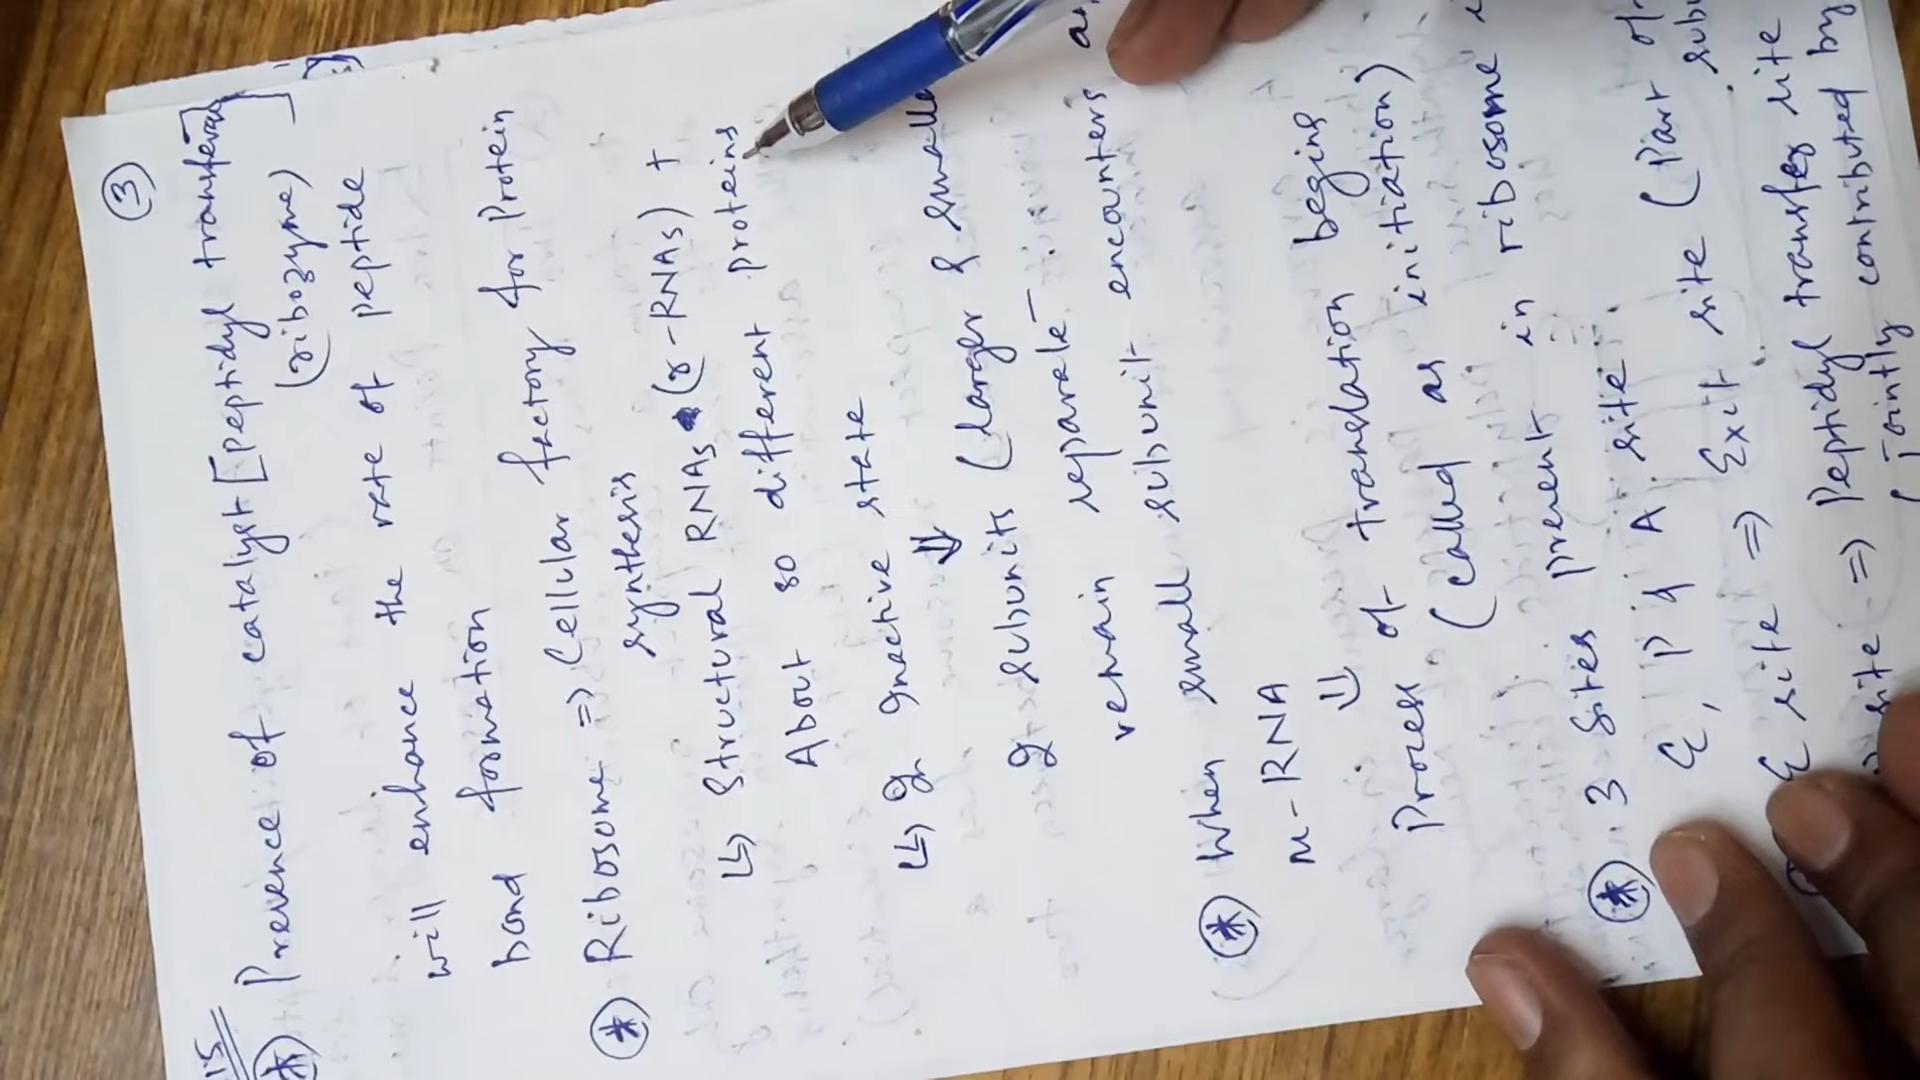 ③
15
* Presence of catalyst [Peptidyl transferase]
(ribozyme)
will enhance the rate of peptide
bond formation
* Ribosome => Cellular factory for Protein
synthesis
↳ Structural RNAs (r-RNAs) +
About 80 different proteins
↳ In inactive state
⇓
2 subunits (larger & smaller
remain separate
* When small subunit encounters an
m-RNA
⇓
Process of translation begins
(called as initiation)
* 3 sites present in ribosome
E, P & A site
E site => Exit site (Part of
site => Peptidyl transfer site
(Jointly contributed by